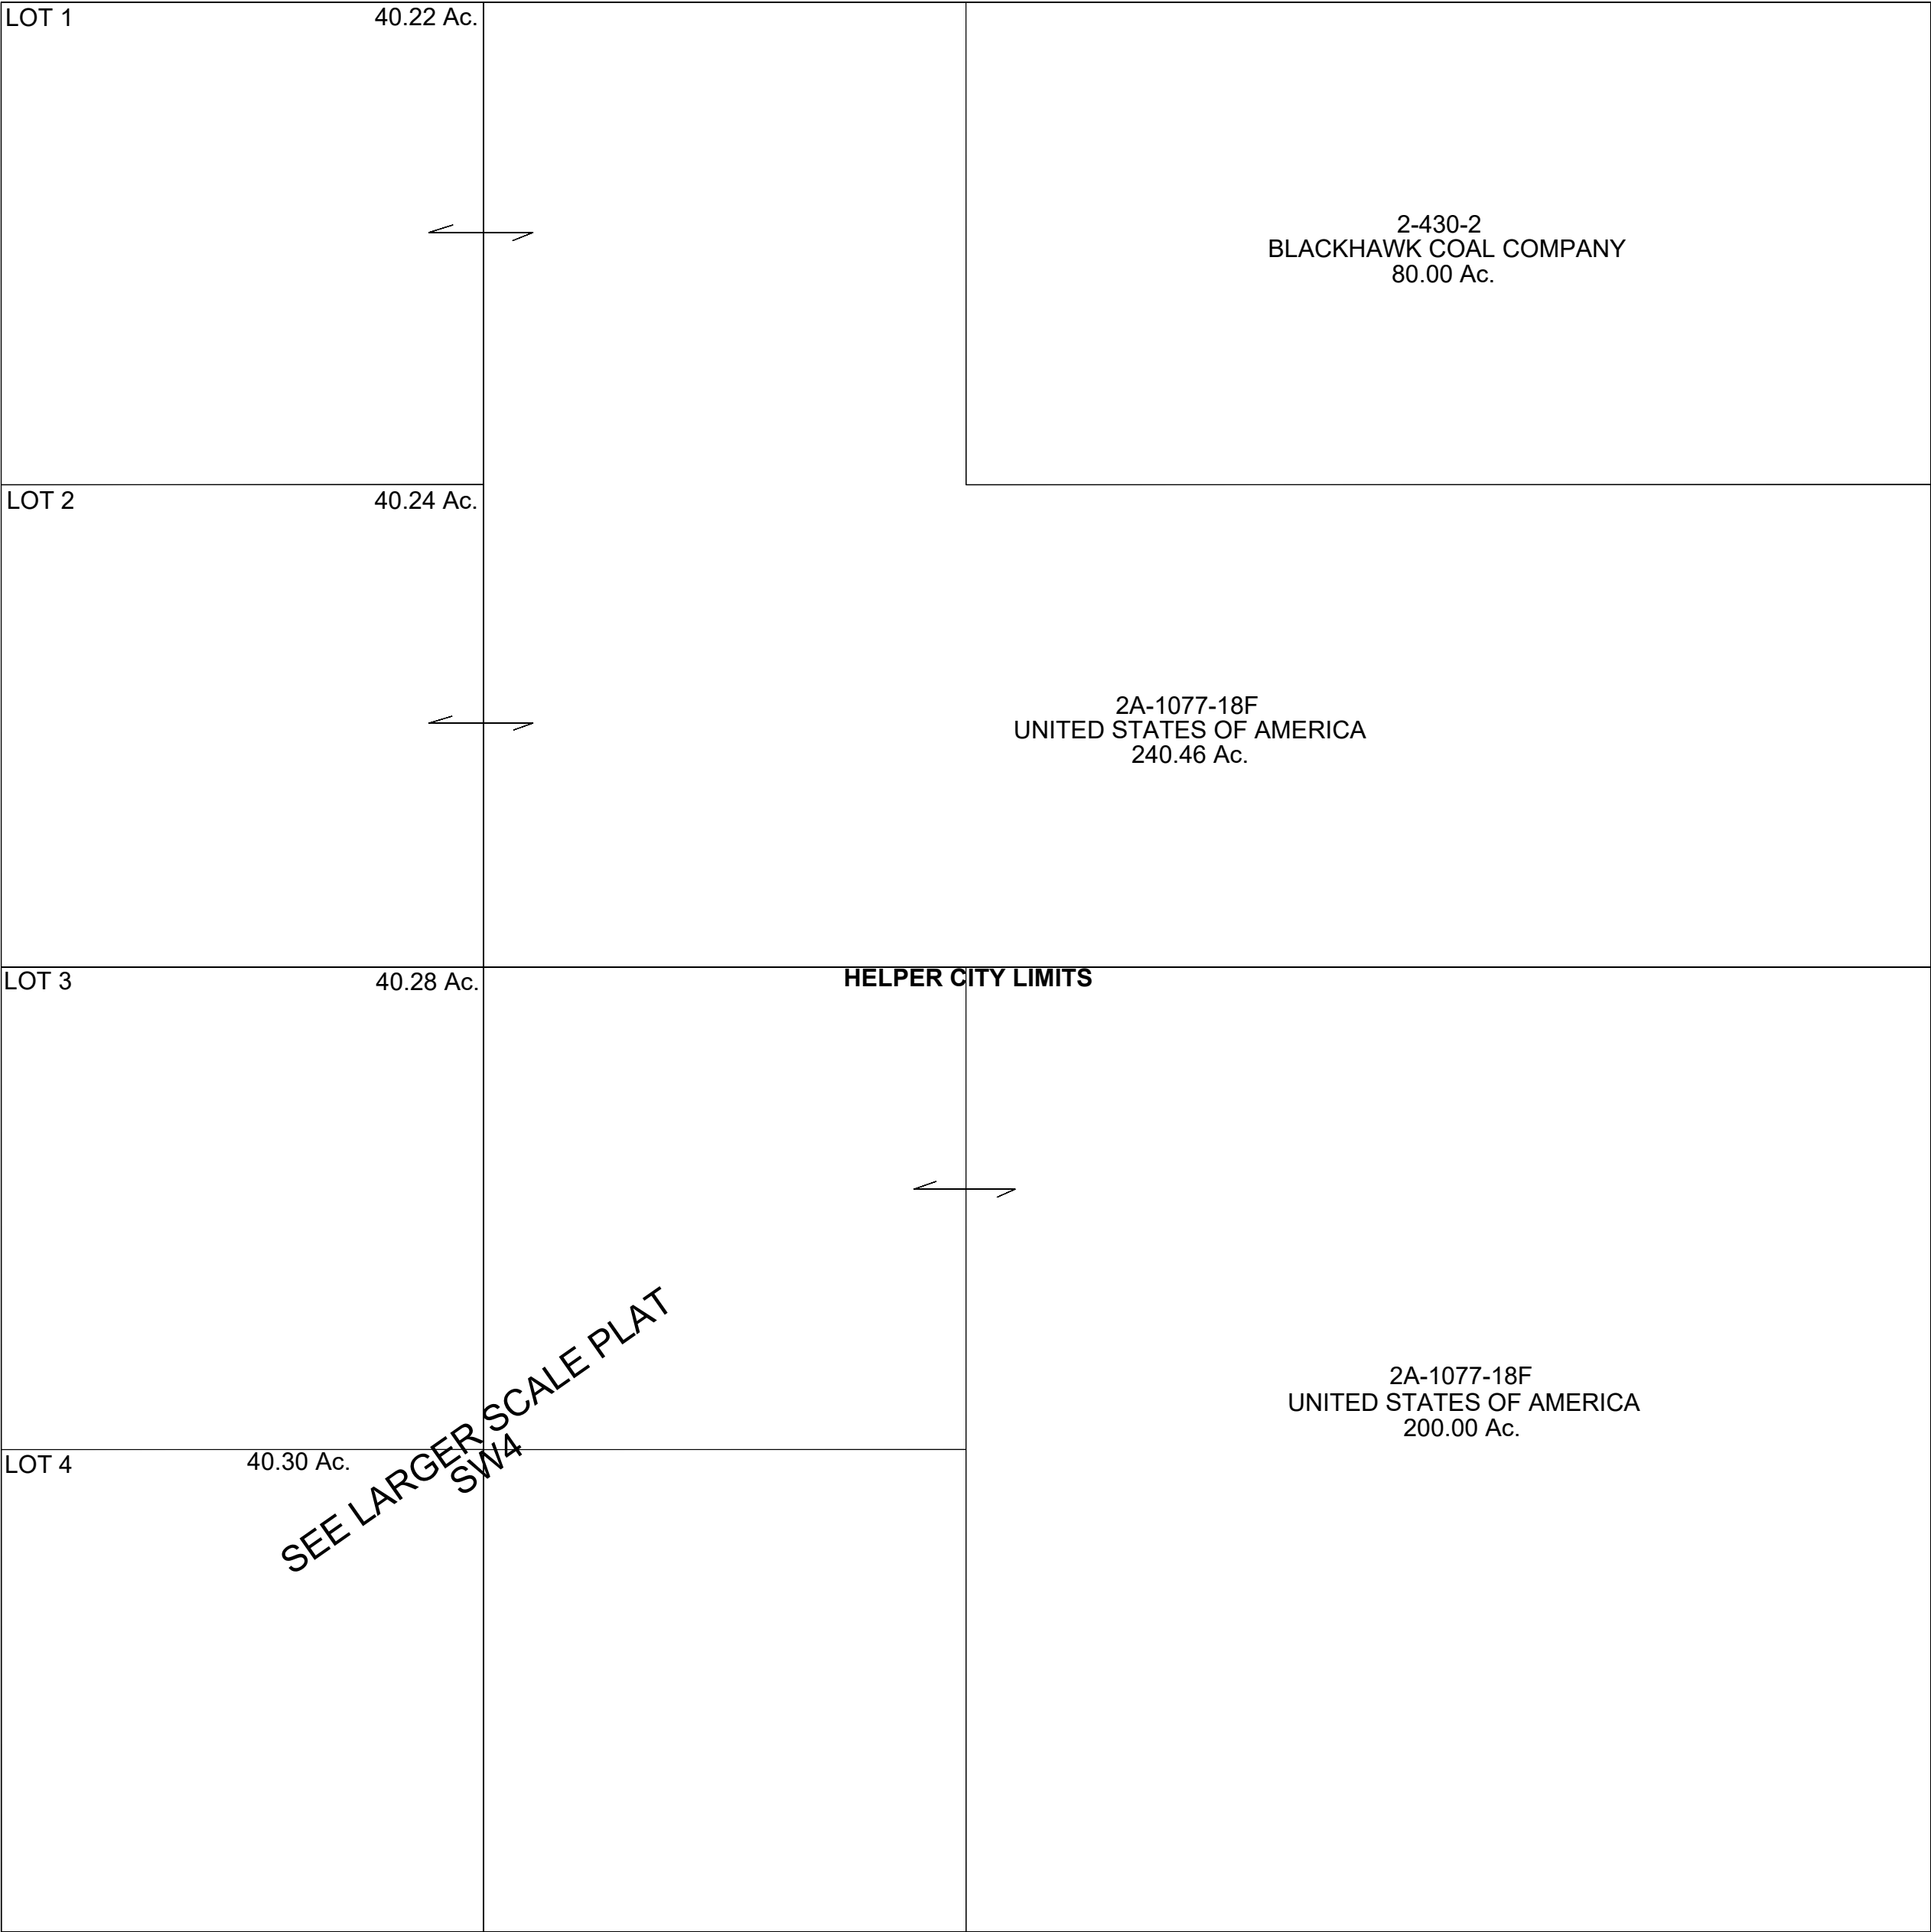 LOT 1
40.22 Ac.
2-430-2
BLACKHAWK COAL COMPANY
80.00 Ac.
LOT 2
40.24 Ac.
2A-1077-18F
UNITED STATES OF AMERICA
240.46 Ac.
LOT 3
40.28 Ac.
HELPER CITY LIMITS
SEE LARGER SCALE PLAT
SW4
2A-1077-18F
UNITED STATES OF AMERICA
200.00 Ac.
LOT 4
40.30 Ac.